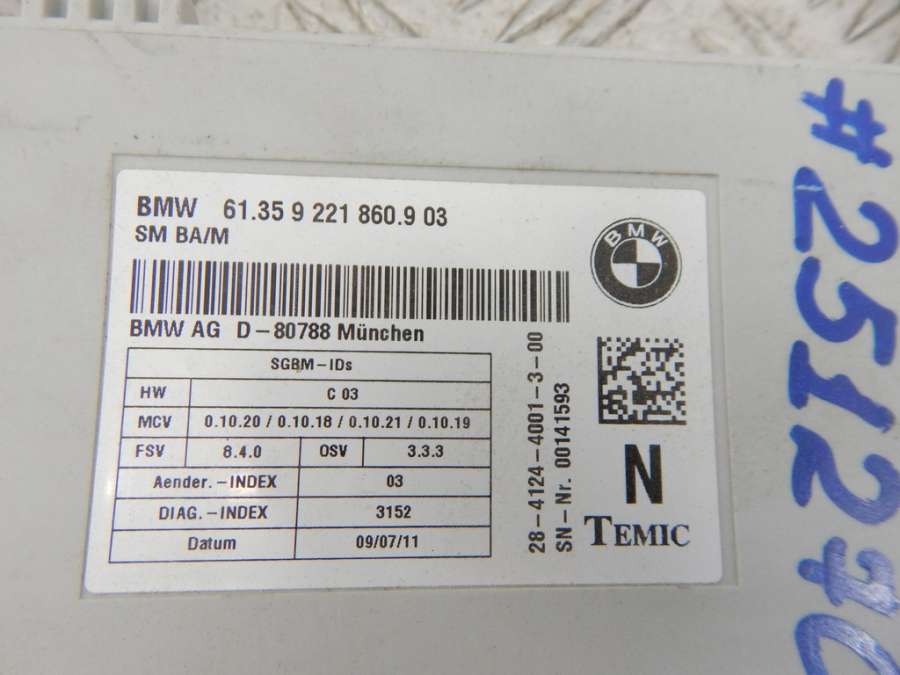 BMW 61.35 9 221 860.9 03
SM BA/M
BMW
BMW AG D-80788 München
SGBM-IDs
HW C 03
MCV 0.10.20 / 0.10.18 / 0.10.21 / 0.10.19
FSV 8.4.0 OSV 3.3.3
Aender.-INDEX 03
DIAG.-INDEX 3152
Datum 09/07/11
28-4124-4001-3-00
SN-Nr. 00141593
N
TEMIC
#251270